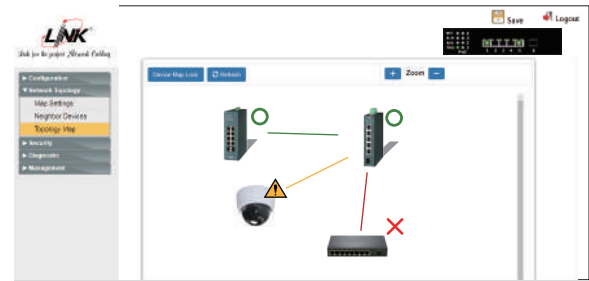 Save
Logout
LINK
Device Map Lock
Refresh
+ Zoom −
Configuration
Network Topology
Map Settings
Neighbor Devices
Topology Map
Security
Diagnostic
Management